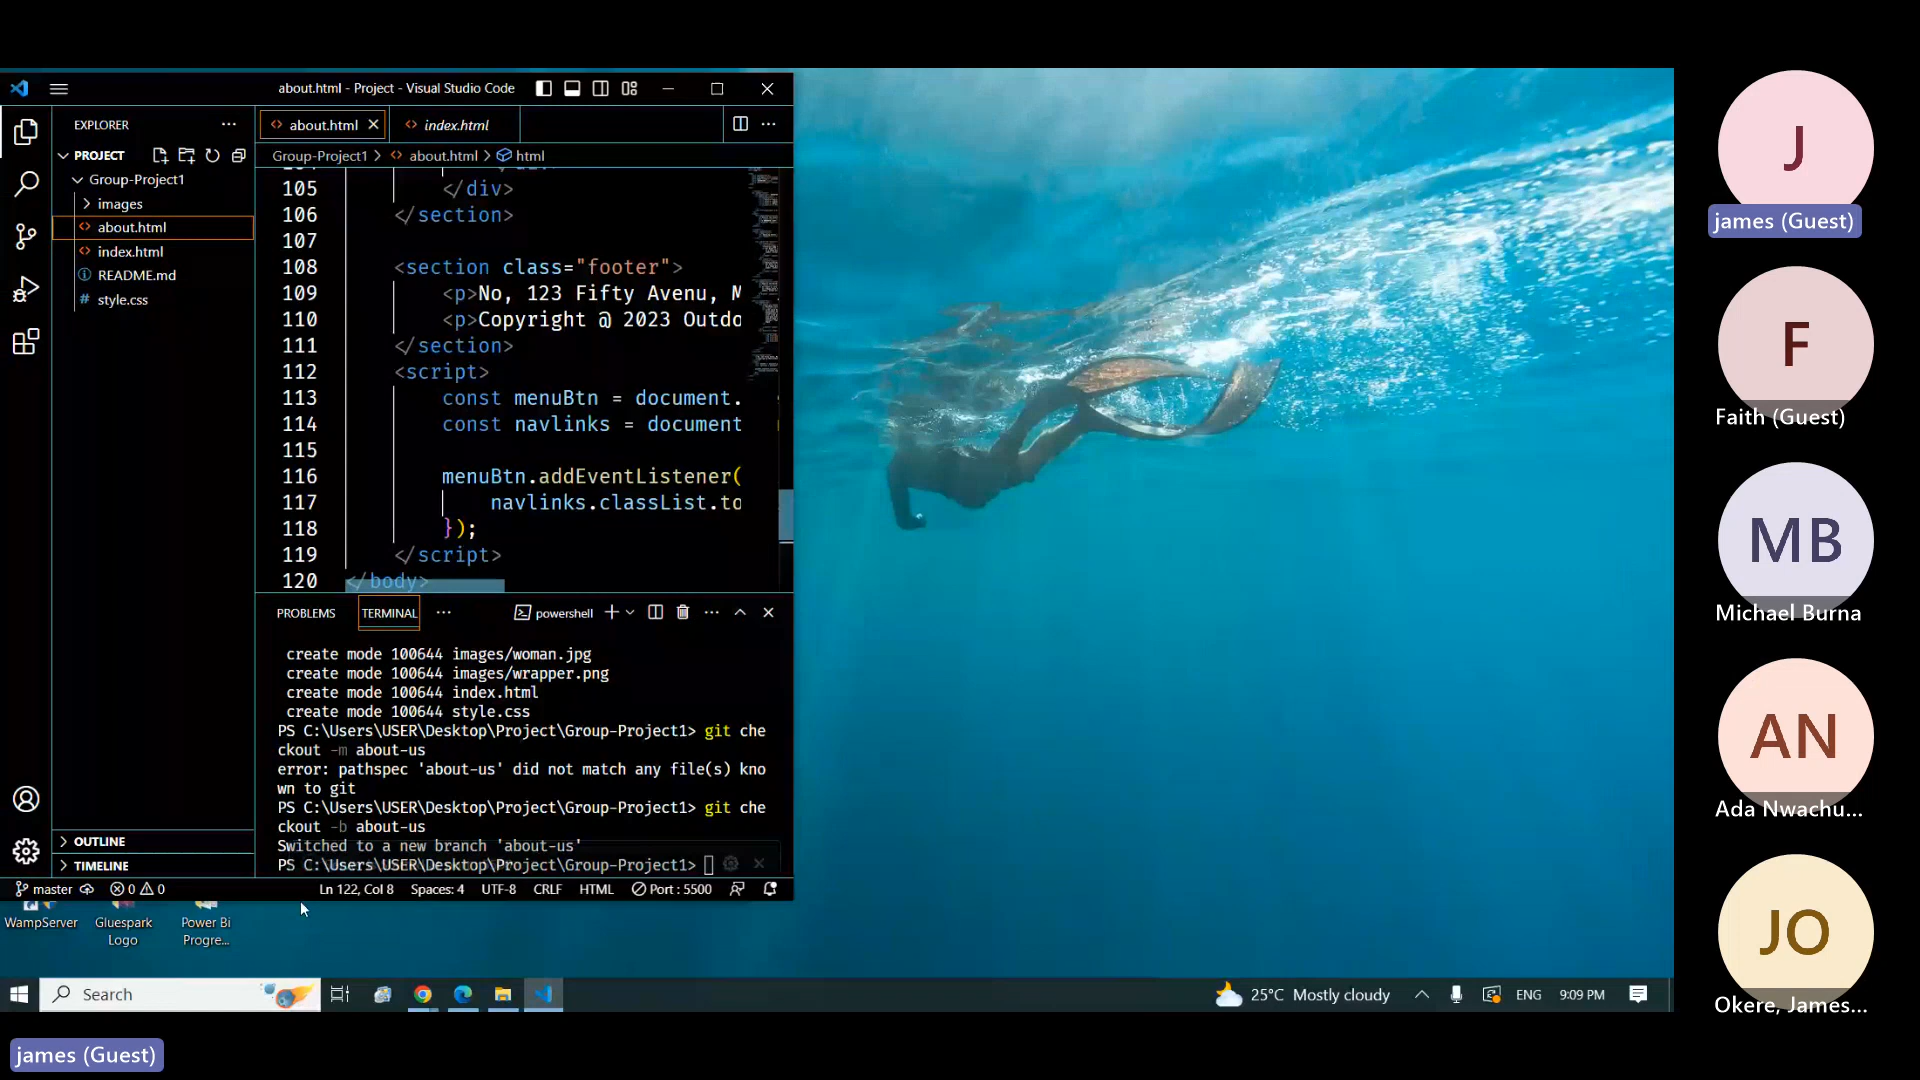 about.html - Project - Visual Studio Code
EXPLORER
about.html
index.html
PROJECT
Group-Project1 > about.html > html
Group-Project1
images
about.html
index.html
README.md
style.css
105 </div>
106 </section>
107
108 <section class="footer">
109 <p>No, 123 Fifty Avenu, M
110 <p>Copyright @ 2023 Outdo
111 </section>
112 <script>
113 const menuBtn = document.
114 const navlinks = document
115
116 menuBtn.addEventListener(
117 navlinks.classList.to
118 });
119 </script>
120 </body>
PROBLEMS
TERMINAL
powershell
create mode 100644 images/woman.jpg
create mode 100644 images/wrapper.png
create mode 100644 index.html
create mode 100644 style.css
PS C:\Users\USER\Desktop\Project\Group-Project1> git che
ckout -m about-us
error: pathspec 'about-us' did not match any file(s) kno
wn to git
PS C:\Users\USER\Desktop\Project\Group-Project1> git che
ckout -b about-us
Switched to a new branch 'about-us'
PS C:\Users\USER\Desktop\Project\Group-Project1>
OUTLINE
TIMELINE
master
0
0
Ln 122, Col 8
Spaces: 4
UTF-8
CRLF
HTML
Port : 5500
WampServer
Gluespark
Logo
Power Bi
Progre...
Search
25°C Mostly cloudy
ENG
9:09 PM
J
james (Guest)
F
Faith (Guest)
MB
Michael Burna
AN
Ada Nwachu...
JO
Okere, James...
james (Guest)